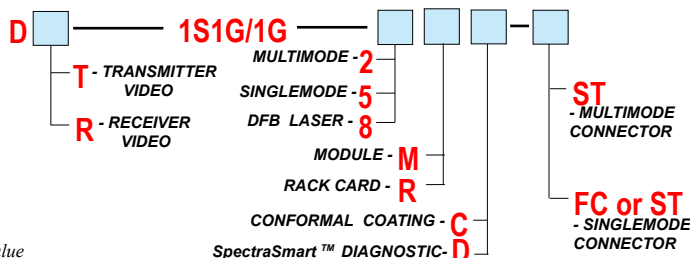 D 1S1G/1G -
T - TRANSMITTER
VIDEO
R - RECEIVER
VIDEO
MULTIMODE - 2
SINGLEMODE - 5
DFB LASER - 8
MODULE - M
RACK CARD - R
CONFORMAL COATING - C
SpectraSmart ™ DIAGNOSTIC- D
ST
- MULTIMODE
CONNECTOR
FC or ST
- SINGLEMODE
CONNECTOR